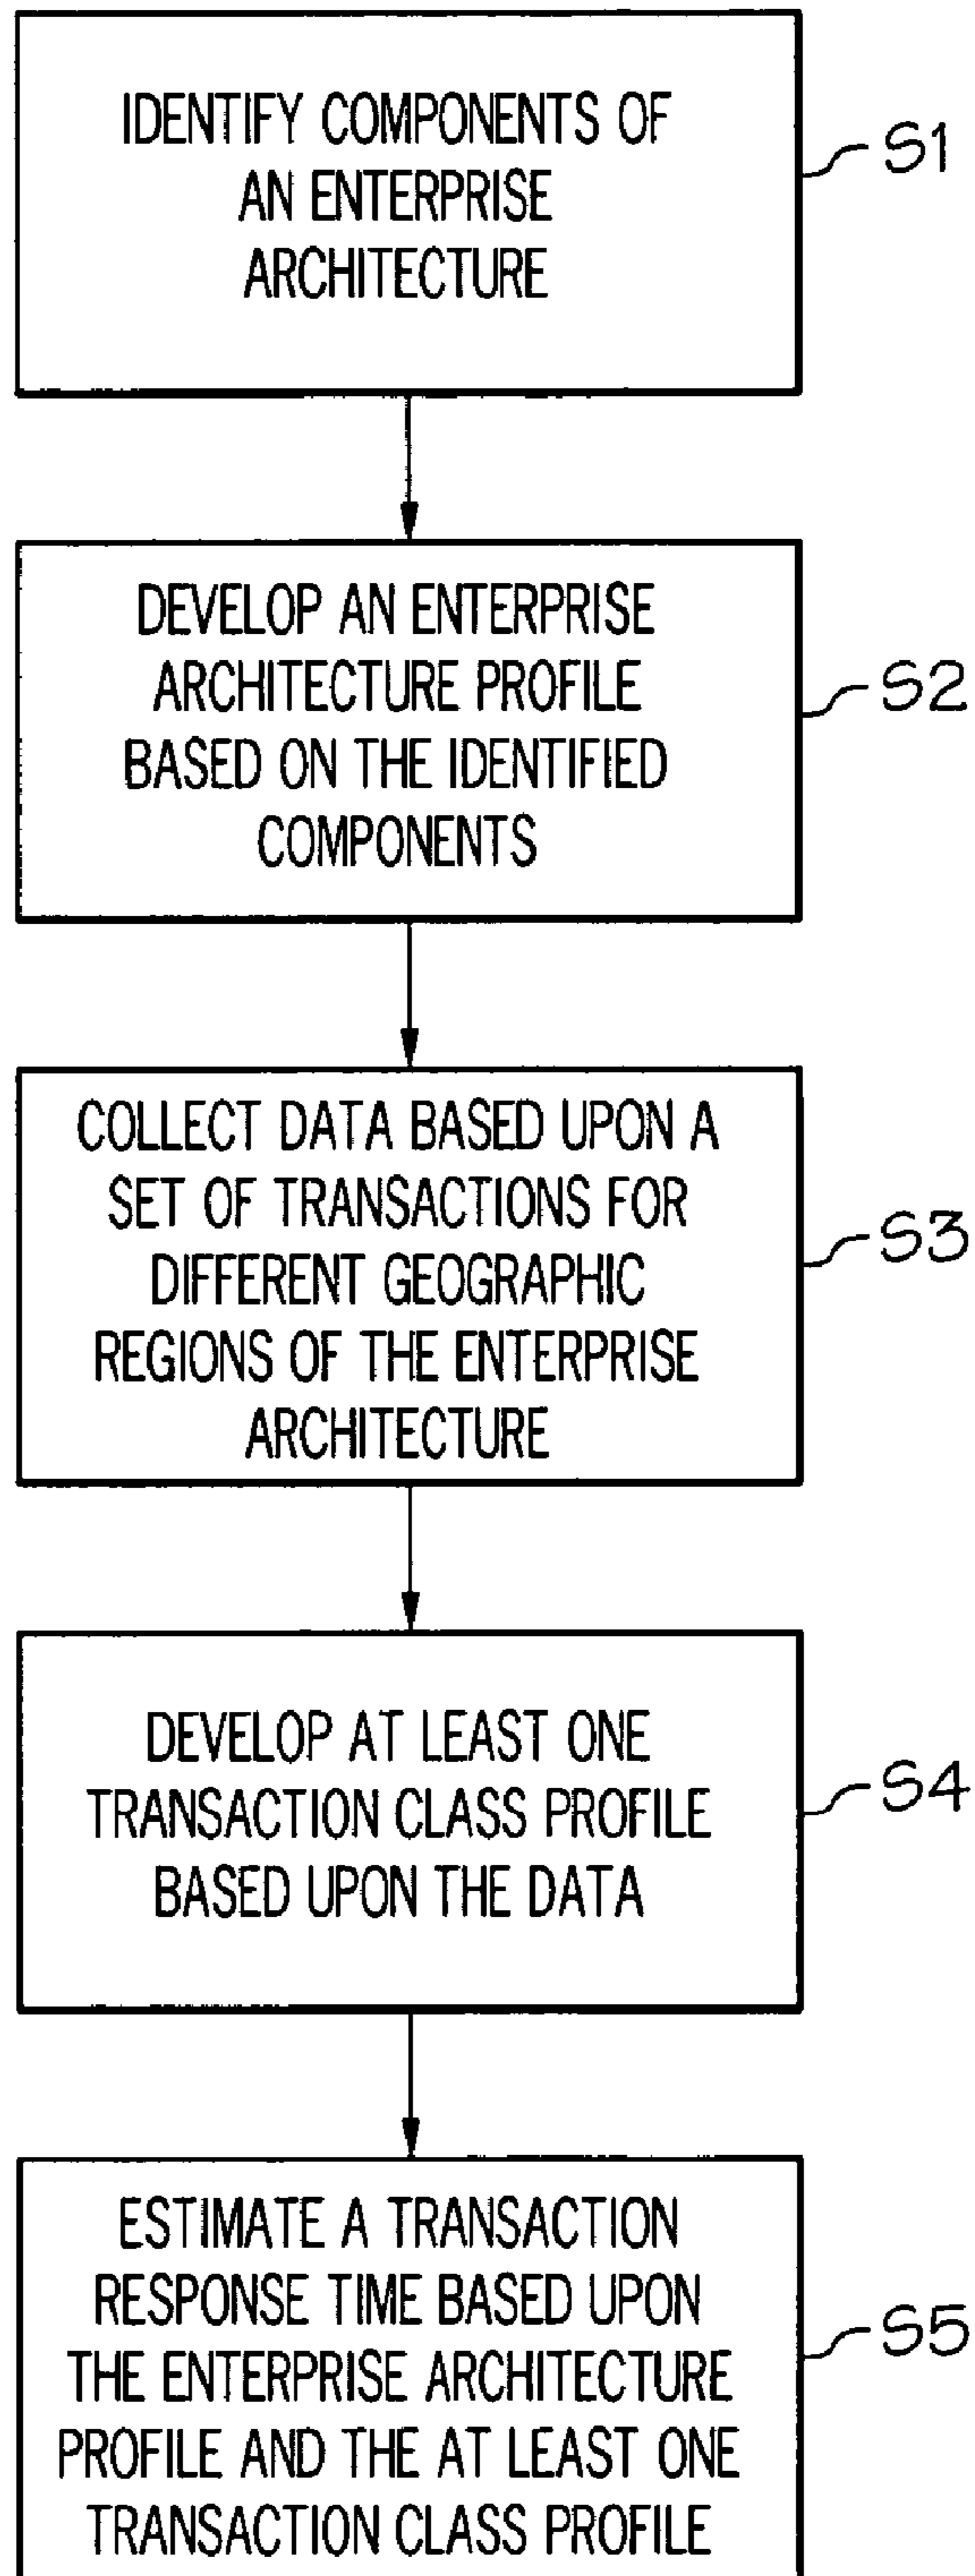 IDENTIFY COMPONENTS OF
AN ENTERPRISE
ARCHITECTURE
S1
DEVELOP AN ENTERPRISE
ARCHITECTURE PROFILE
BASED ON THE IDENTIFIED
COMPONENTS
S2
COLLECT DATA BASED UPON A
SET OF TRANSACTIONS FOR
DIFFERENT GEOGRAPHIC
REGIONS OF THE ENTERPRISE
ARCHITECTURE
S3
DEVELOP AT LEAST ONE
TRANSACTION CLASS PROFILE
BASED UPON THE DATA
S4
ESTIMATE A TRANSACTION
RESPONSE TIME BASED UPON
THE ENTERPRISE ARCHITECTURE
PROFILE AND THE AT LEAST ONE
TRANSACTION CLASS PROFILE
S5